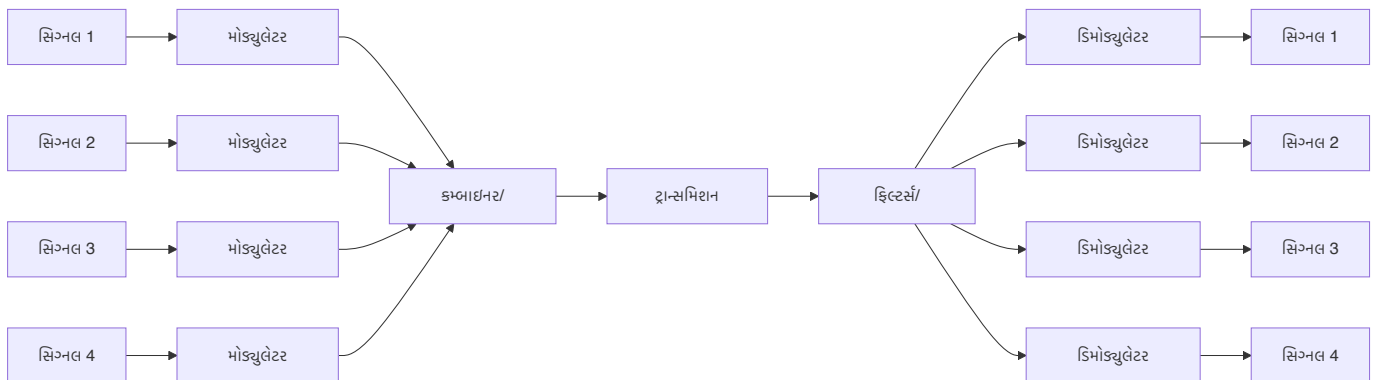 સિગ્નલ 1
મોડ્યુલેટર
ડિમોડ્યુલેટર
સિગ્નલ 1
સિગ્નલ 2
મોડ્યુલેટર
ડિમોડ્યુલેટર
સિગ્નલ 2
કમ્બાઇનર/
ટ્રાન્સમિશન
ફિલ્ટર્સ/
સિગ્નલ 3
મોડ્યુલેટર
ડિમોડ્યુલેટર
સિગ્નલ 3
સિગ્નલ 4
મોડ્યુલેટર
ડિમોડ્યુલેટર
સિગ્નલ 4